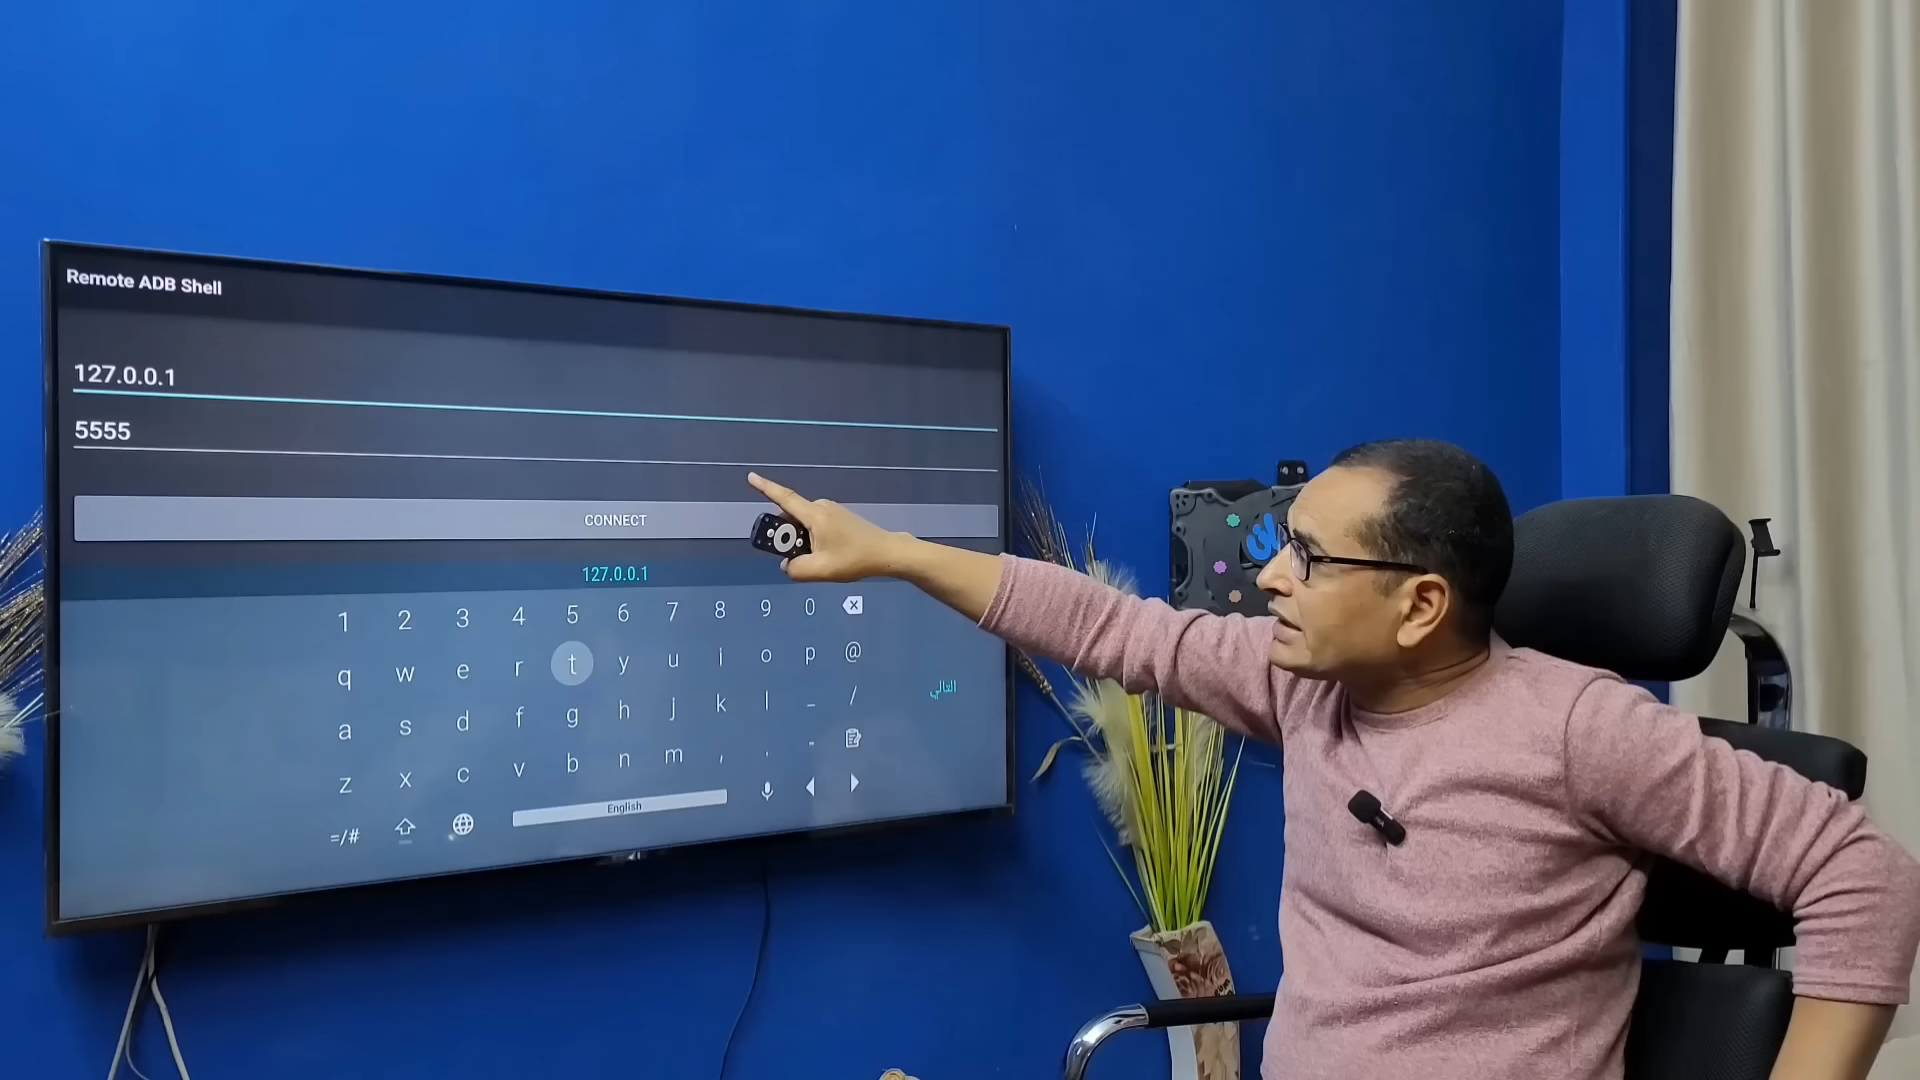 Remote ADB Shell
127.0.0.1
5555
CONNECT
127.0.0.1
1 2 3 4 5 6 7 8 9 0
q w e r t y u i o p @
a s d f g h j k l _ /
التالي
z x c v b n m , . -
=/# English